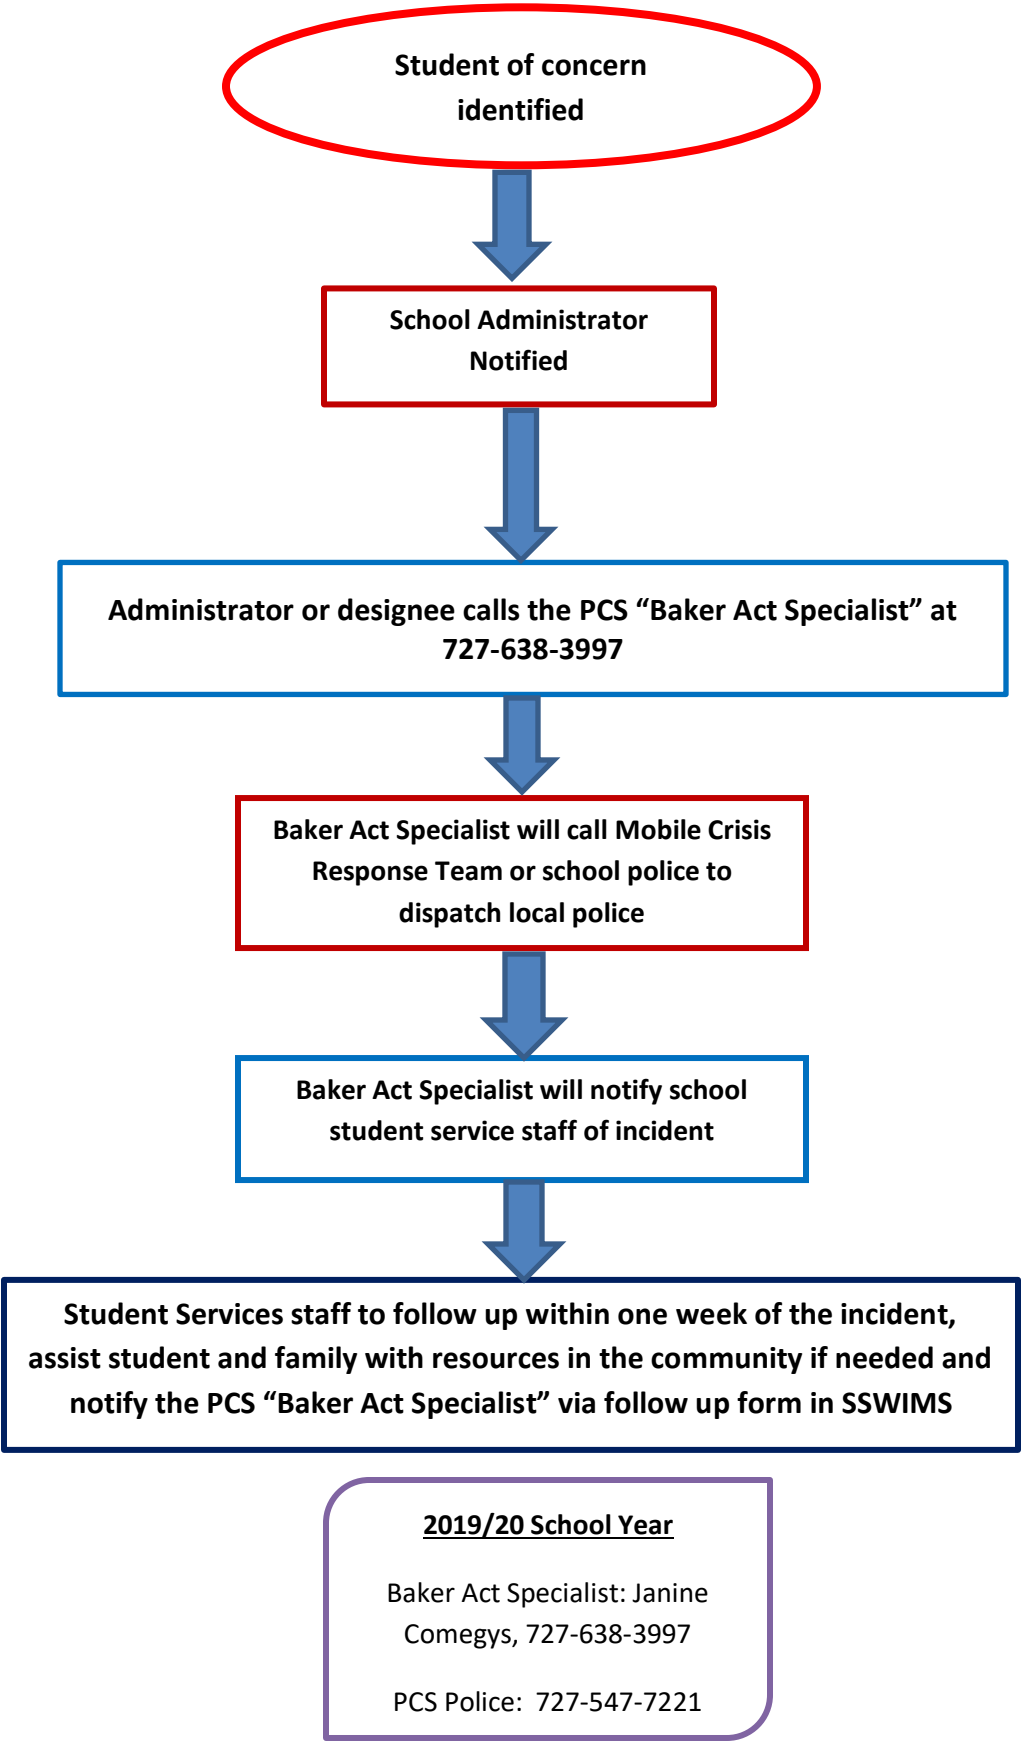 Student of concern
identified
School Administrator
Notified
Administrator or designee calls the PCS “Baker Act Specialist” at
727-638-3997
Baker Act Specialist will call Mobile Crisis
Response Team or school police to
dispatch local police
Baker Act Specialist will notify school
student service staff of incident
Student Services staff to follow up within one week of the incident,
assist student and family with resources in the community if needed and
notify the PCS “Baker Act Specialist” via follow up form in SSWIMS
2019/20 School Year
Baker Act Specialist: Janine
Comegys, 727-638-3997
PCS Police:  727-547-7221